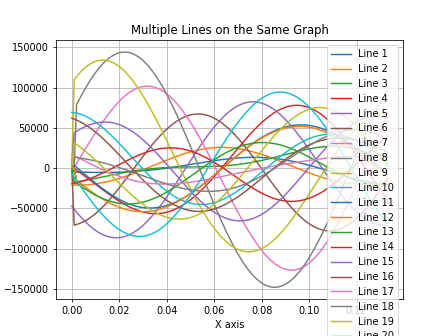 Multiple Lines on the Same Graph
150000
100000
50000
0
−50000
−100000
−150000
0.00
0.02
0.04
0.06
0.08
0.10
X axis
Line 1
Line 2
Line 3
Line 4
Line 5
Line 6
Line 7
Line 8
Line 9
Line 10
Line 11
Line 12
Line 13
Line 14
Line 15
Line 16
Line 17
Line 18
Line 19
Line 20